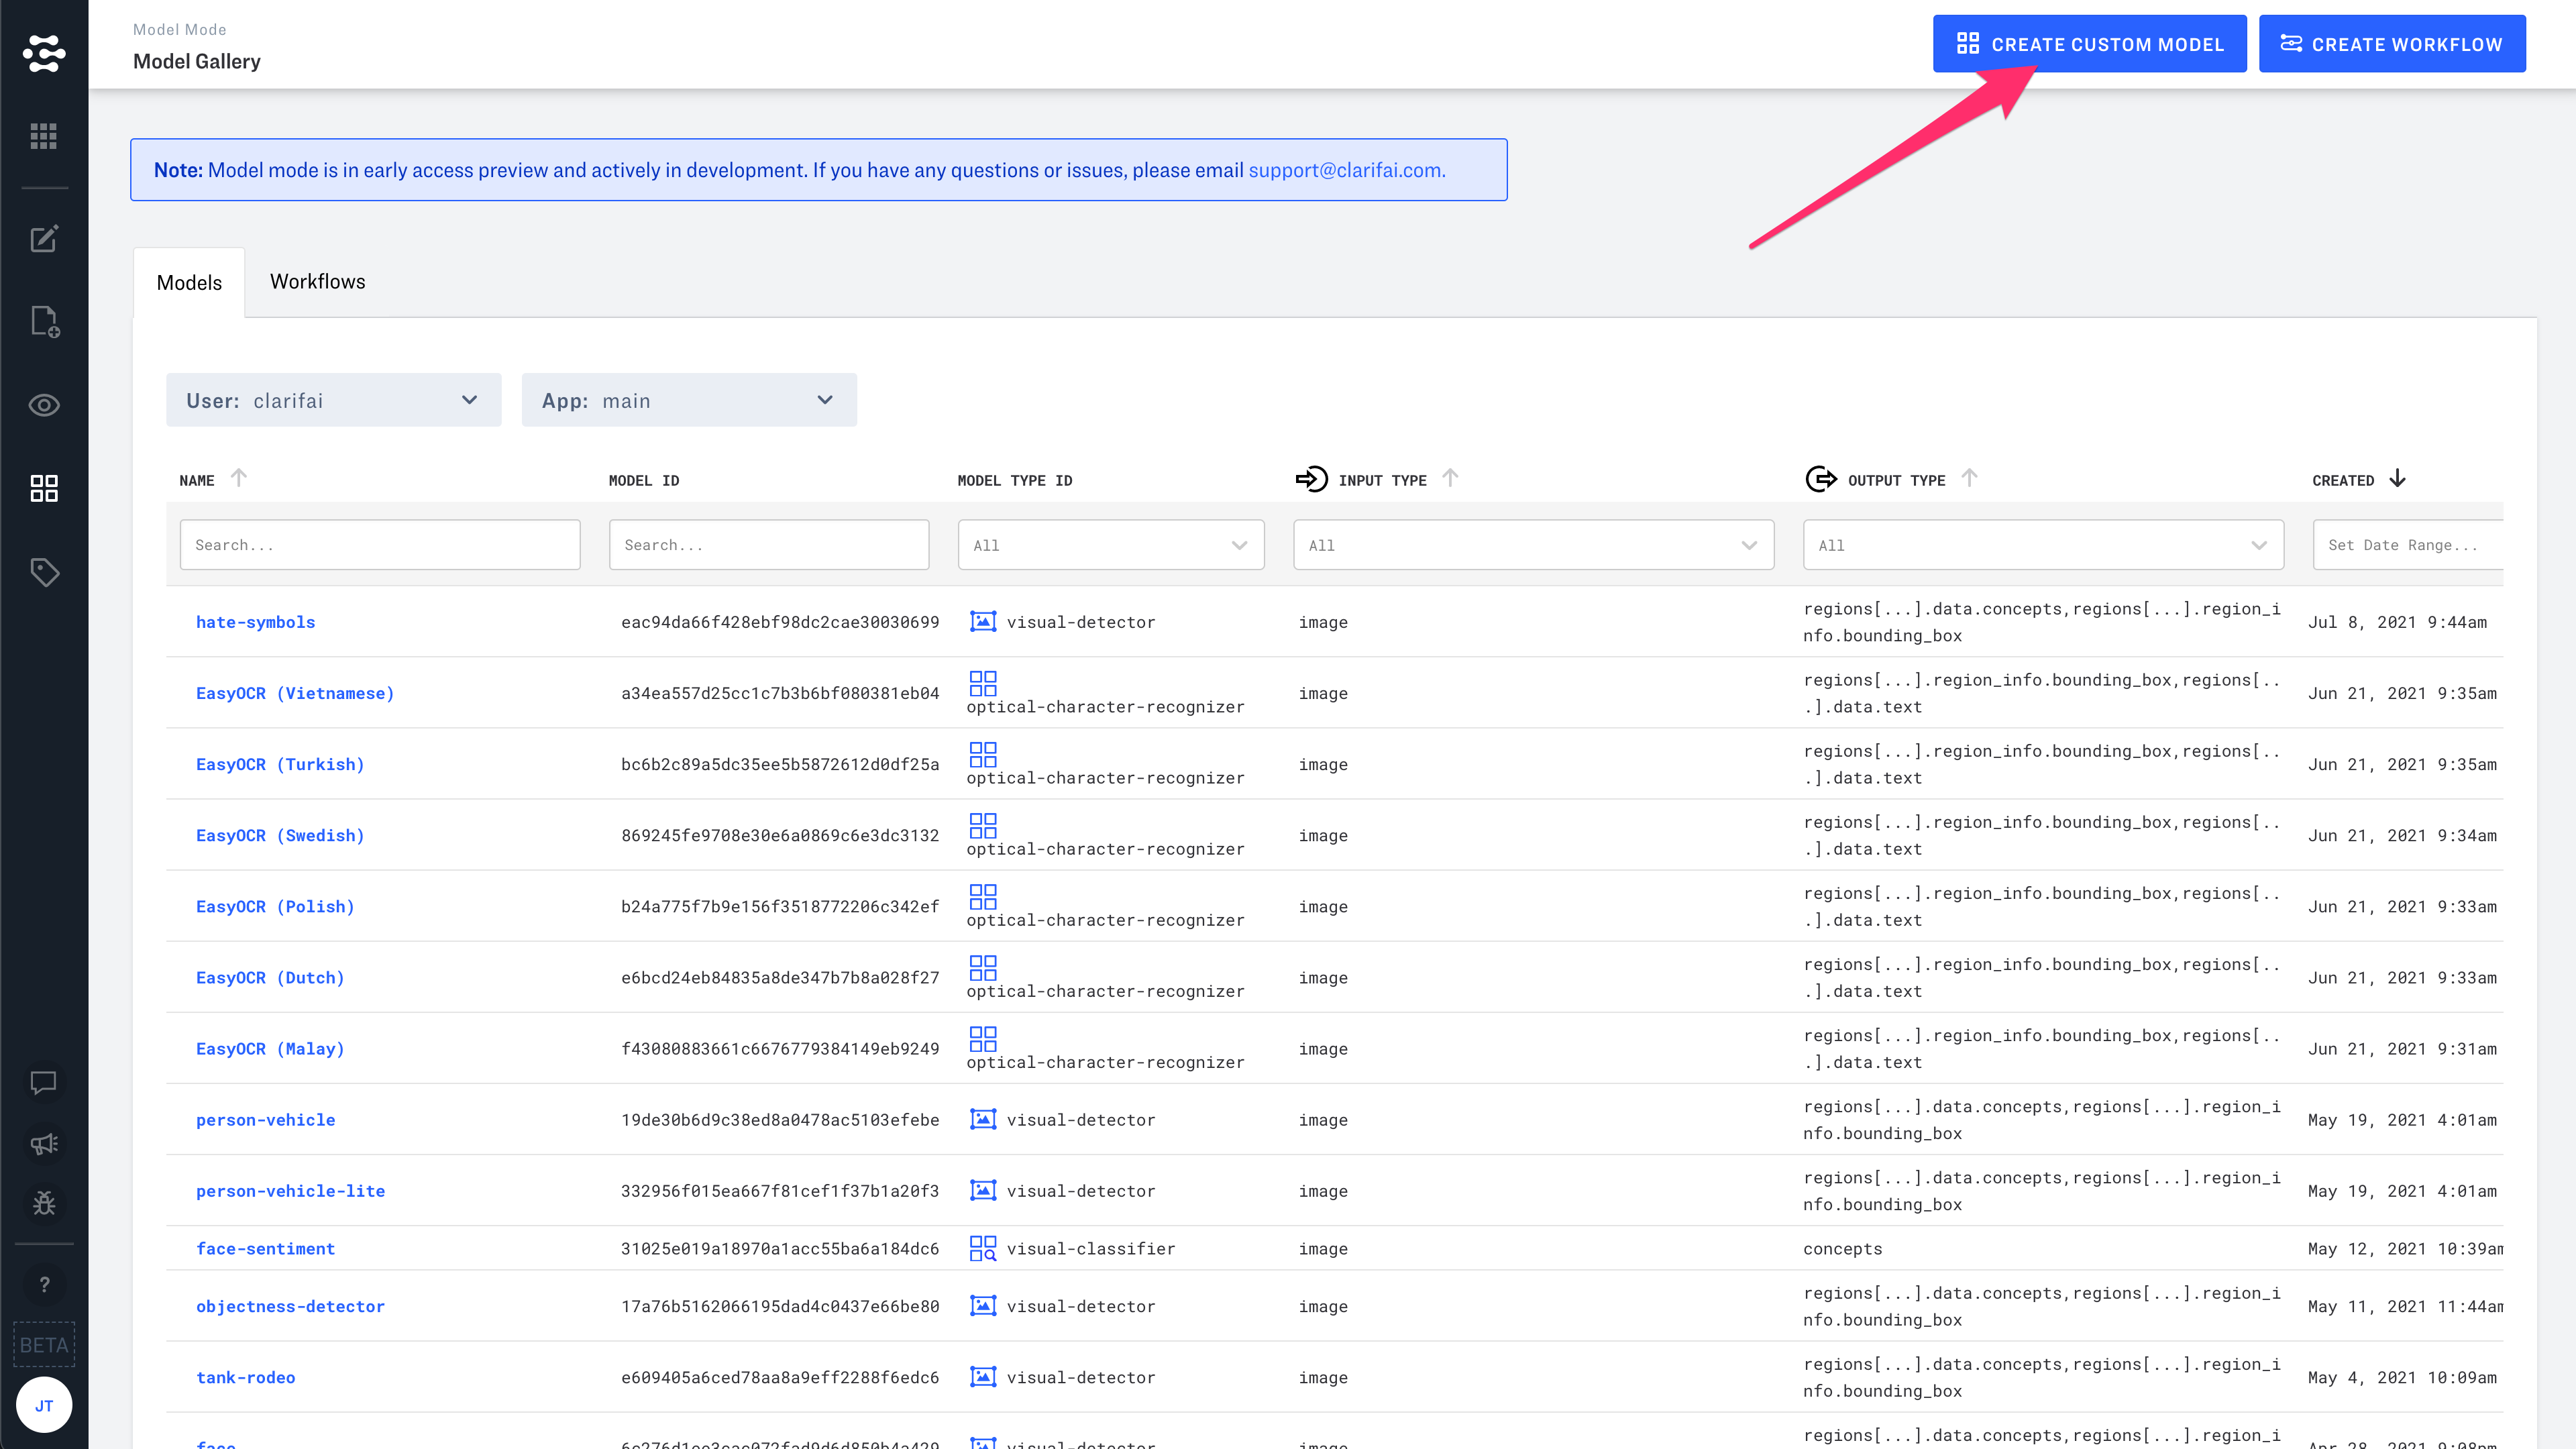 Model Mode
Model Gallery
CREATE CUSTOM MODEL
CREATE WORKFLOW
Note: Model mode is in early access preview and actively in development. If you have any questions or issues, please email support@clarifai.com.
Models
Workflows
User: clarifai
App: main
NAME MODEL ID MODEL TYPE ID INPUT TYPE OUTPUT TYPE CREATED
Search... Search... All All All Set Date Range...
hate-symbols eac94da66f428ebf98dc2cae30030699 visual-detector image regions[...].data.concepts,regions[...].region_i
nfo.bounding_box Jul 8, 2021 9:44am
EasyOCR (Vietnamese) a34ea557d25cc1c7b3b6bf080381eb04 optical-character-recognizer image regions[...].region_info.bounding_box,regions[..
.].data.text Jun 21, 2021 9:35am
EasyOCR (Turkish) bc6b2c89a5dc35ee5b5872612d0df25a optical-character-recognizer image regions[...].region_info.bounding_box,regions[..
.].data.text Jun 21, 2021 9:35am
EasyOCR (Swedish) 869245fe9708e30e6a0869c6e3dc3132 optical-character-recognizer image regions[...].region_info.bounding_box,regions[..
.].data.text Jun 21, 2021 9:34am
EasyOCR (Polish) b24a775f7b9e156f3518772206c342ef optical-character-recognizer image regions[...].region_info.bounding_box,regions[..
.].data.text Jun 21, 2021 9:33am
EasyOCR (Dutch) e6bcd24eb84835a8de347b7b8a028f27 optical-character-recognizer image regions[...].region_info.bounding_box,regions[..
.].data.text Jun 21, 2021 9:33am
EasyOCR (Malay) f43080883661c6676779384149eb9249 optical-character-recognizer image regions[...].region_info.bounding_box,regions[..
.].data.text Jun 21, 2021 9:31am
person-vehicle 19de30b6d9c38ed8a0478ac5103efebe visual-detector image regions[...].data.concepts,regions[...].region_i
nfo.bounding_box May 19, 2021 4:01am
person-vehicle-lite 332956f015ea667f81cef1f37b1a20f3 visual-detector image regions[...].data.concepts,regions[...].region_i
nfo.bounding_box May 19, 2021 4:01am
face-sentiment 31025e019a18970a1acc55ba6a184dc6 visual-classifier image concepts May 12, 2021 10:39am
objectness-detector 17a76b5162066195dad4c0437e66be80 visual-detector image regions[...].data.concepts,regions[...].region_i
nfo.bounding_box May 11, 2021 11:44am
tank-rodeo e609405a6ced78aa8a9eff2288f6edc6 visual-detector image regions[...].data.concepts,regions[...].region_i
nfo.bounding_box May 4, 2021 10:09am
face visual-detector image regions[...].data.concepts,regions[...].region_i
?
BETA
JT